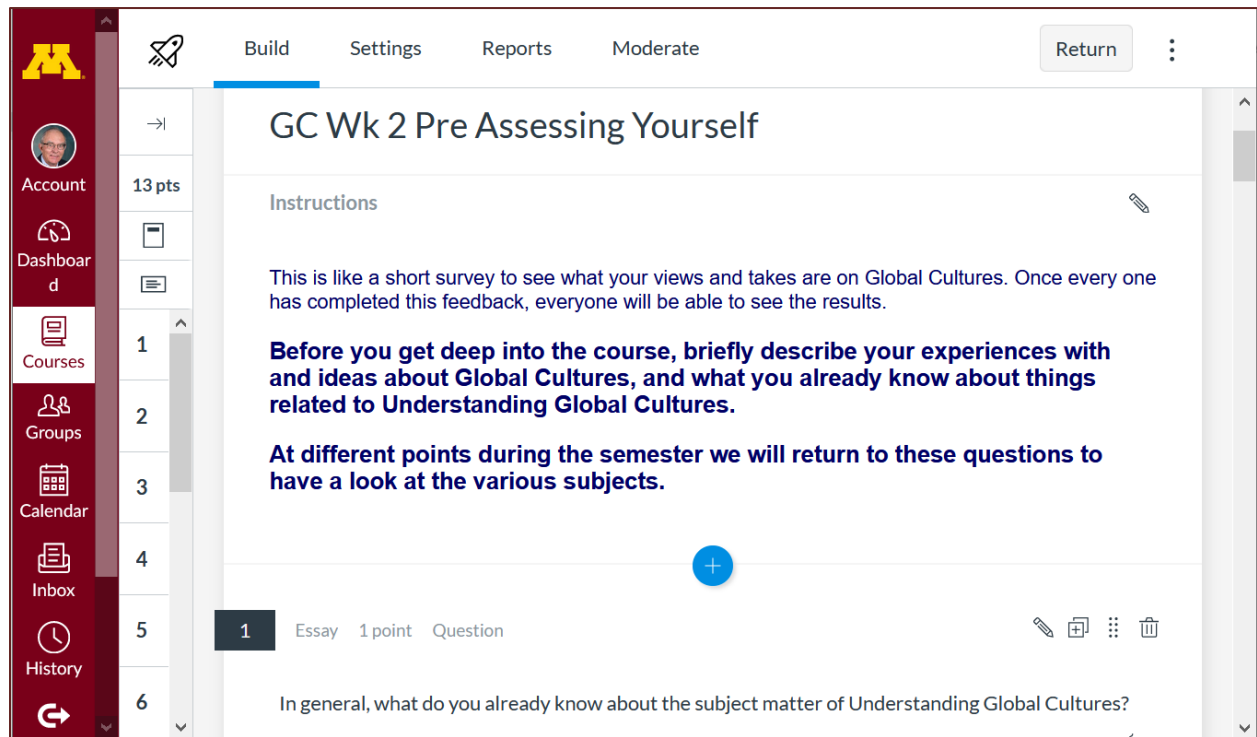 M
Build Settings Reports Moderate Return
Account
Dashboar
d
Courses
Groups
Calendar
Inbox
History
13 pts
1
2
3
4
5
6
GC Wk 2 Pre Assessing Yourself
Instructions
This is like a short survey to see what your views and takes are on Global Cultures. Once every one
has completed this feedback, everyone will be able to see the results.
Before you get deep into the course, briefly describe your experiences with
and ideas about Global Cultures, and what you already know about things
related to Understanding Global Cultures.
At different points during the semester we will return to these questions to
have a look at the various subjects.
1 Essay 1 point Question
In general, what do you already know about the subject matter of Understanding Global Cultures?